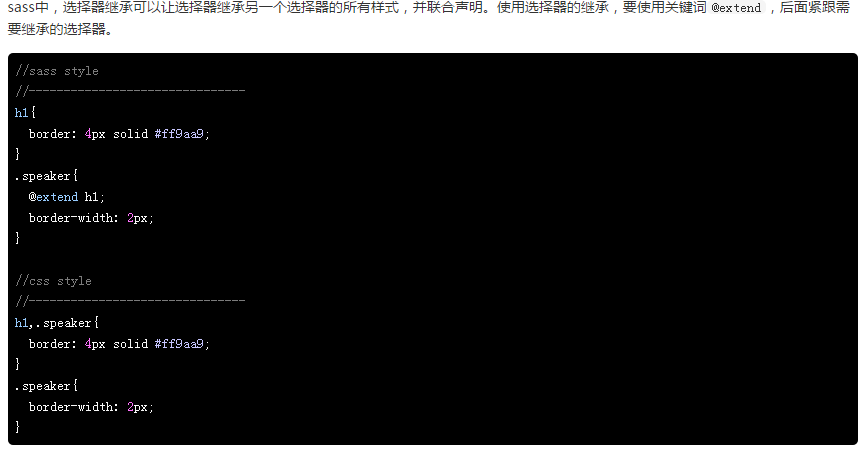 sass中，选择器继承可以让选择器继承另一个选择器的所有样式，并联合声明。使用选择器的继承，要使用关键词 @extend ，后面紧跟需
要继承的选择器。
//sass style
//-------------------------------
h1{
  border: 4px solid #ff9aa9;
}
.speaker{
  @extend h1;
  border-width: 2px;
}
//css style
//-------------------------------
h1,.speaker{
  border: 4px solid #ff9aa9;
}
.speaker{
  border-width: 2px;
}